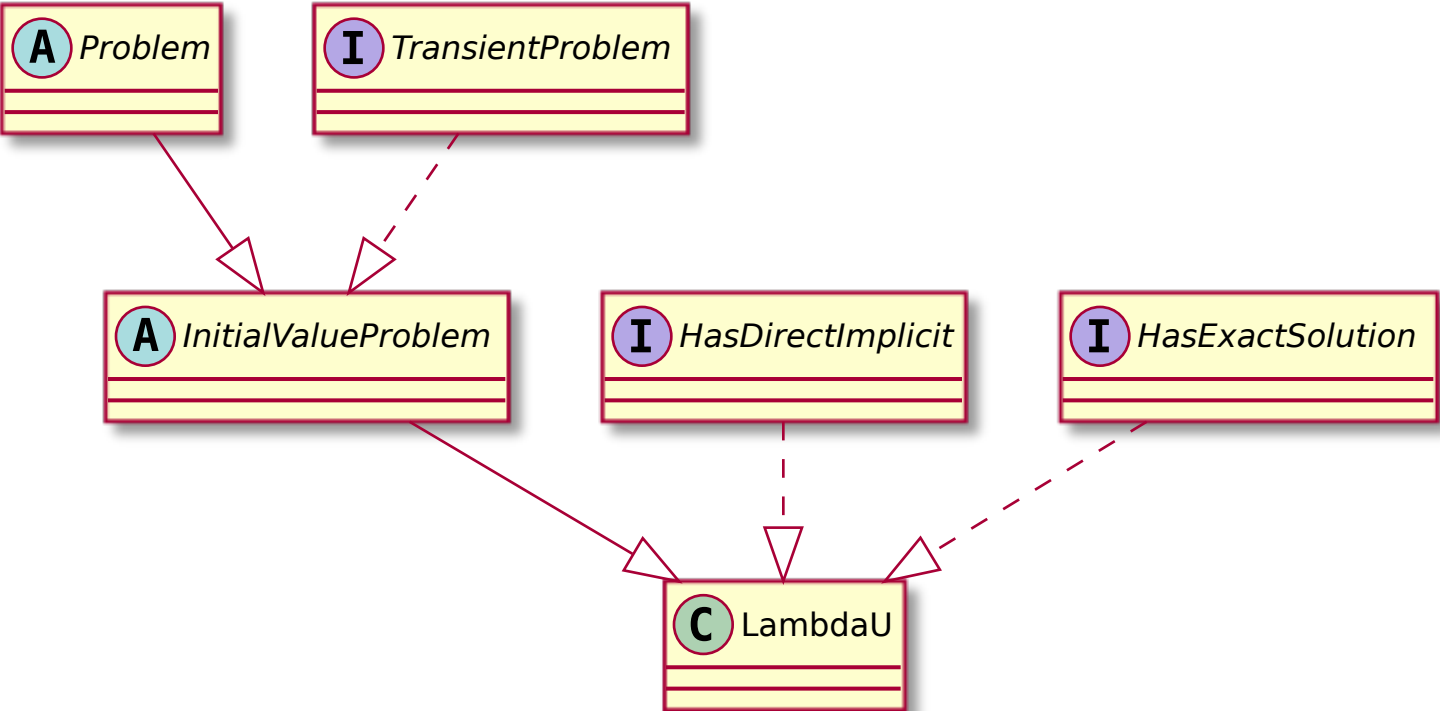 A Problem
I TransientProblem
A InitialValueProblem
I HasDirectImplicit
I HasExactSolution
C LambdaU